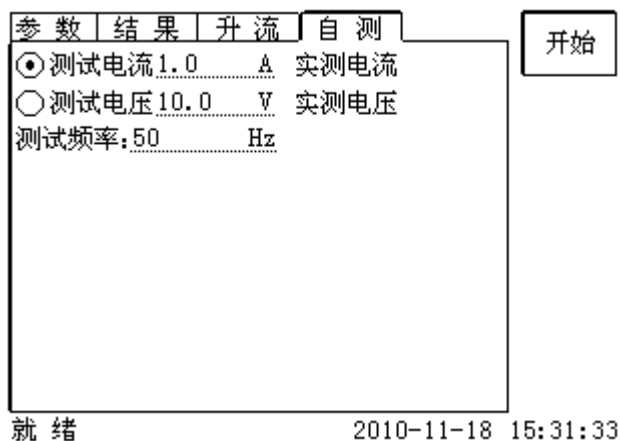 参 数 结 果 升 流 自 测
开始
测试电流1.0 A 实测电流
测试电压10.0 V 实测电压
测试频率:50 Hz
就 绪 2010-11-18 15:31:33